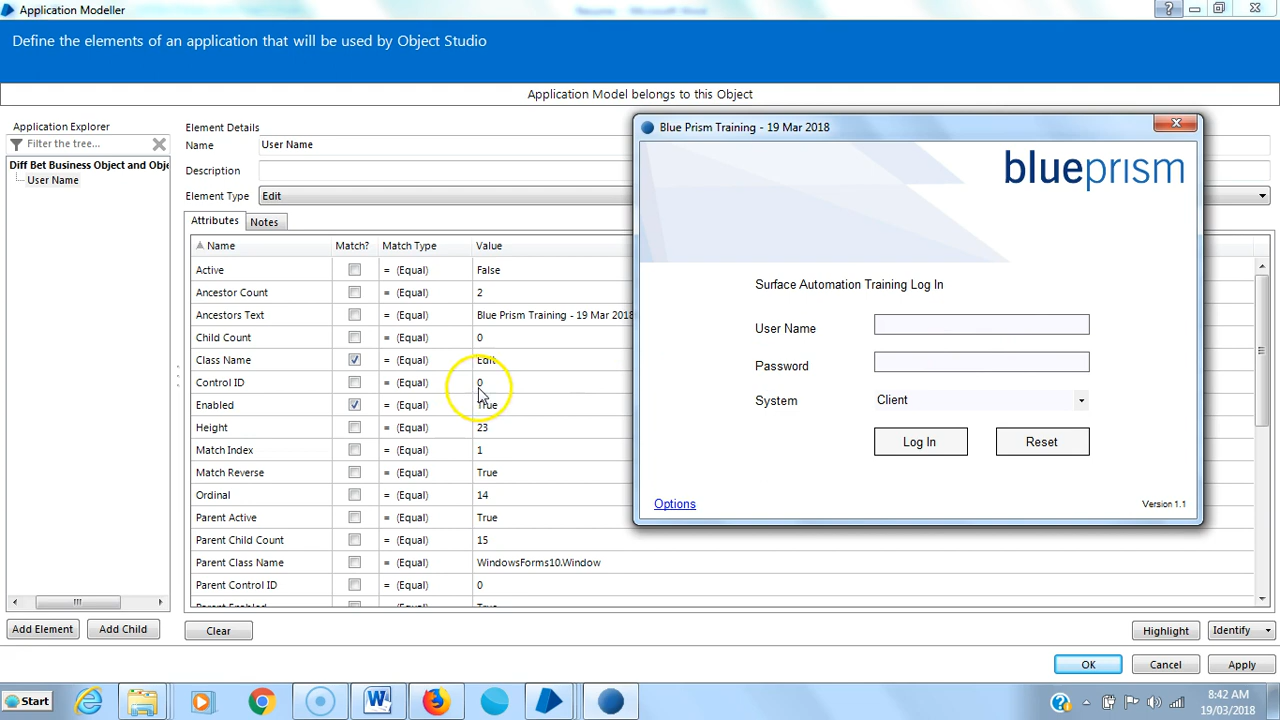 Application Modeller
Define the elements of an application that will be used by Object Studio
Application Model belongs to this Object
Application Explorer
Filter the tree...
Diff Bet Business Object and Obje
User Name
Element Details
Name User Name
Description
Element Type Edit
Attributes Notes
Name Match? Match Type Value
Active = (Equal) False
Ancestor Count = (Equal) 2
Ancestors Text = (Equal) Blue Prism Training - 19 Mar 2018
Child Count = (Equal) 0
Class Name = (Equal) Edit
Control ID = (Equal) 0
Enabled = (Equal) True
Height = (Equal) 23
Match Index = (Equal) 1
Match Reverse = (Equal) True
Ordinal = (Equal) 14
Parent Active = (Equal) True
Parent Child Count = (Equal) 15
Parent Class Name = (Equal) WindowsForms10.Window
Parent Control ID = (Equal) 0
Parent Enabled = (Equal) True
Blue Prism Training - 19 Mar 2018
blueprism
Surface Automation Training Log In
User Name
Password
System Client
Log In Reset
Options
Version 1.1
Add Element Add Child Clear Highlight Identify
OK Cancel Apply
Start
8:42 AM
19/03/2018